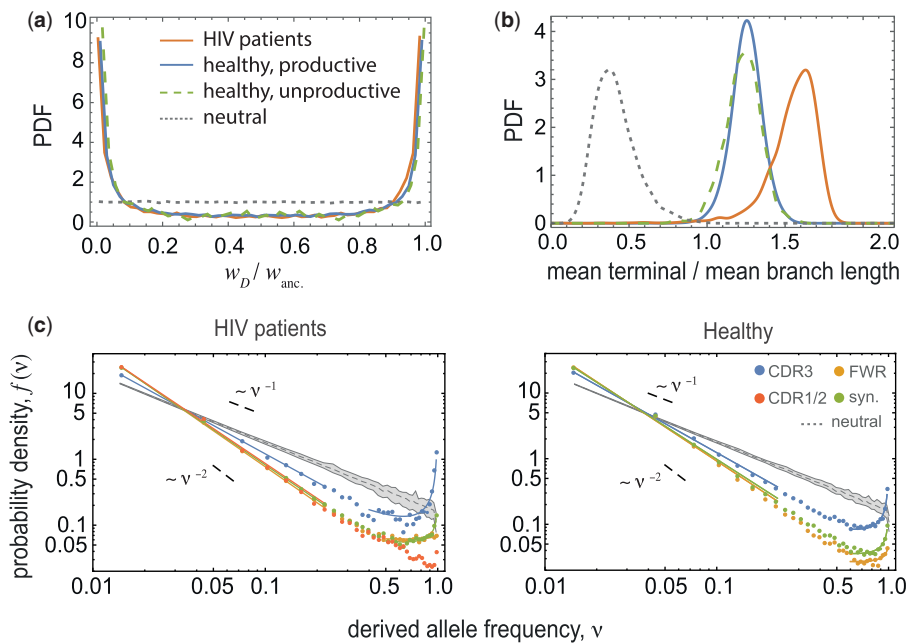 (a)
PDF
10
8
6
4
2
0
HIV patients
healthy, productive
healthy, unproductive
neutral
0.0 0.2 0.4 0.6 0.8 1.0
w_D / w_anc.
(b)
PDF
4
3
2
1
0
0 0.5 1.0 1.5 2.0
mean terminal / mean branch length
(c)
HIV patients
probability density, f(ν)
10
5
1
0.5
0.1
0.05
~ ν⁻¹
~ ν⁻²
0.01 0.05 0.1 0.5 1.0
Healthy
10
5
1
0.5
0.1
0.05
~ ν⁻¹
~ ν⁻²
CDR3 FWR
CDR1/2 syn.
neutral
0.01 0.05 0.1 0.5 1.0
derived allele frequency, ν